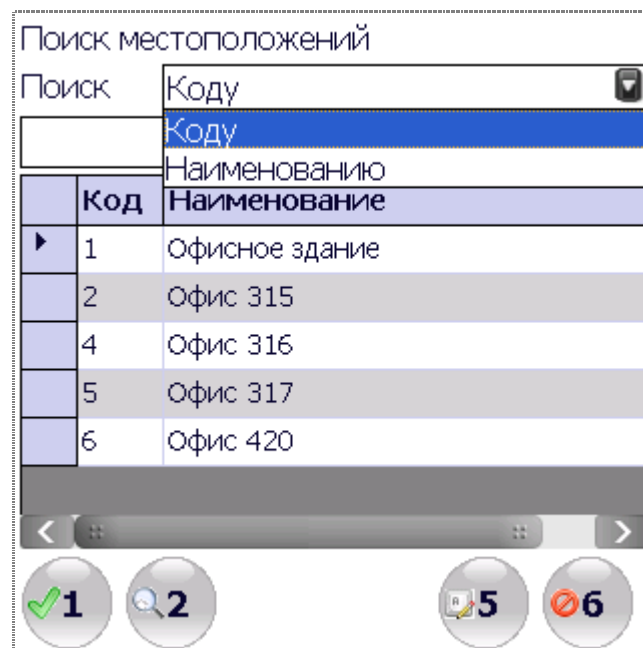 Поиск местоположений
Поиск Коду
Коду
Наименованию
Код Наименование
1 Офисное здание
2 Офис 315
4 Офис 316
5 Офис 317
6 Офис 420
1 2 5 6